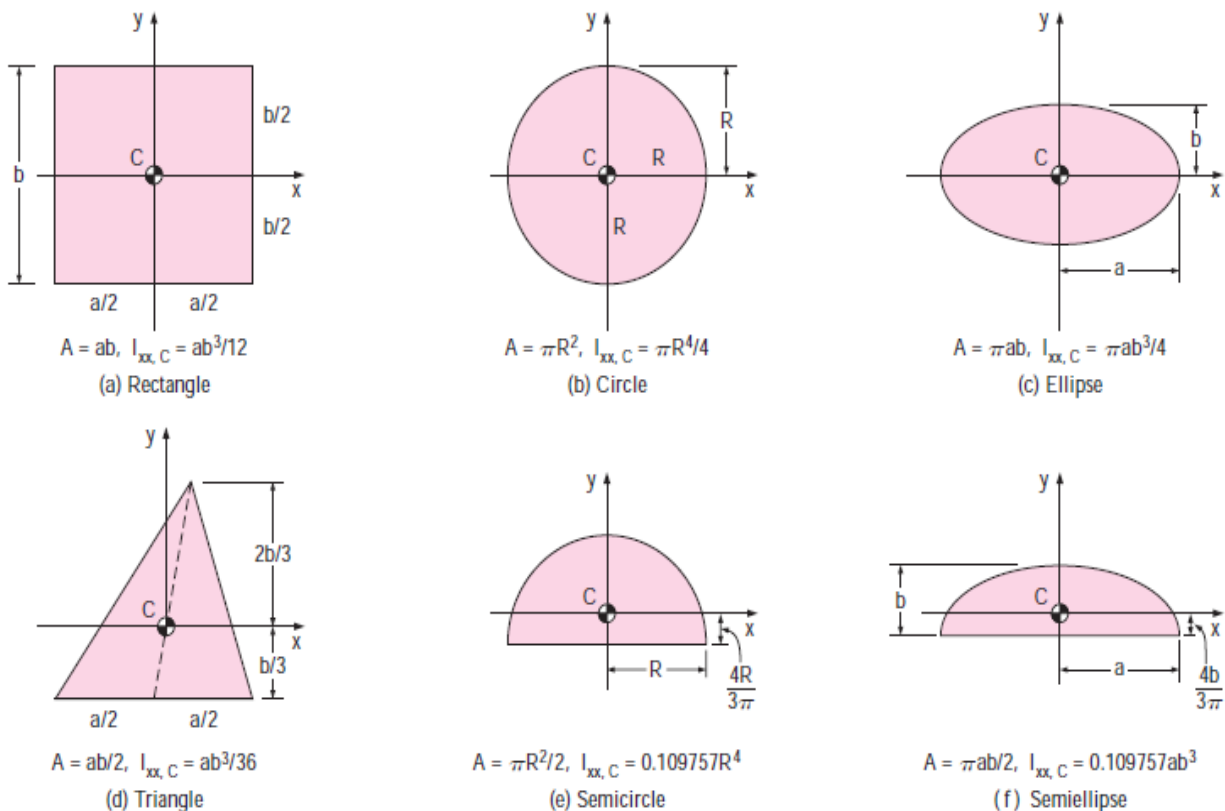 y
b/2
C
b
x
b/2
a/2 a/2
A = ab, I_xx, C = ab³/12
(a) Rectangle
y
R
C R
x
R
A = πR², I_xx, C = πR⁴/4
(b) Circle
y
b
C
x
a
A = πab, I_xx, C = πab³/4
(c) Ellipse
y
2b/3
C
x
b/3
a/2 a/2
A = ab/2, I_xx, C = ab³/36
(d) Triangle
y
C
x
R
4R
3π
A = πR²/2, I_xx, C = 0.109757R⁴
(e) Semicircle
y
b
C
x
a
4b
3π
A = πab/2, I_xx, C = 0.109757ab³
(f) Semiellipse